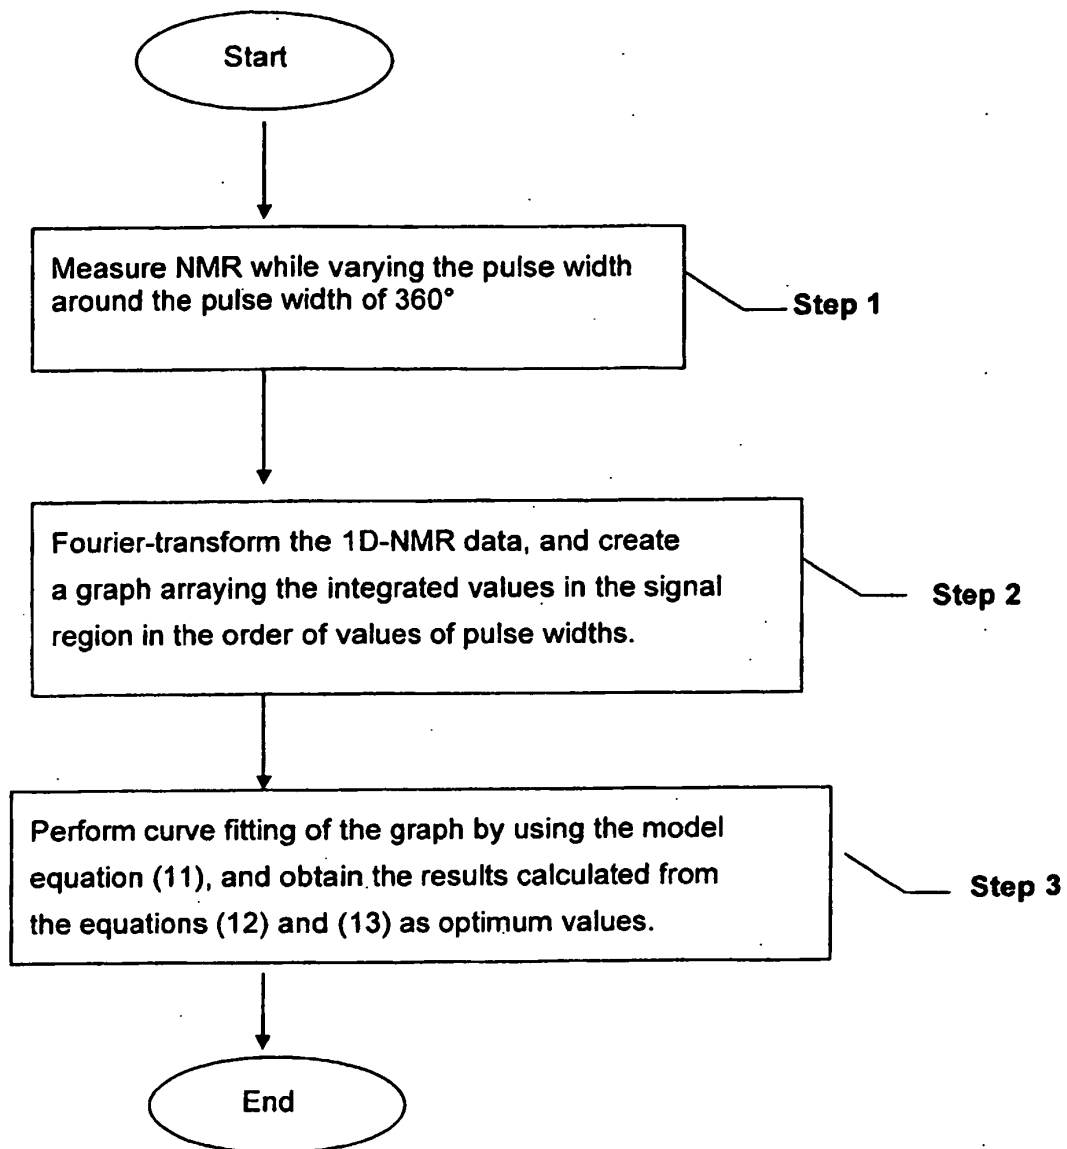 Start
Measure NMR while varying the pulse width
around the pulse width of 360°
Step 1
Fourier-transform the 1D-NMR data, and create
a graph arraying the integrated values in the signal
region in the order of values of pulse widths.
Step 2
Perform curve fitting of the graph by using the model
equation (11), and obtain the results calculated from
the equations (12) and (13) as optimum values.
Step 3
End